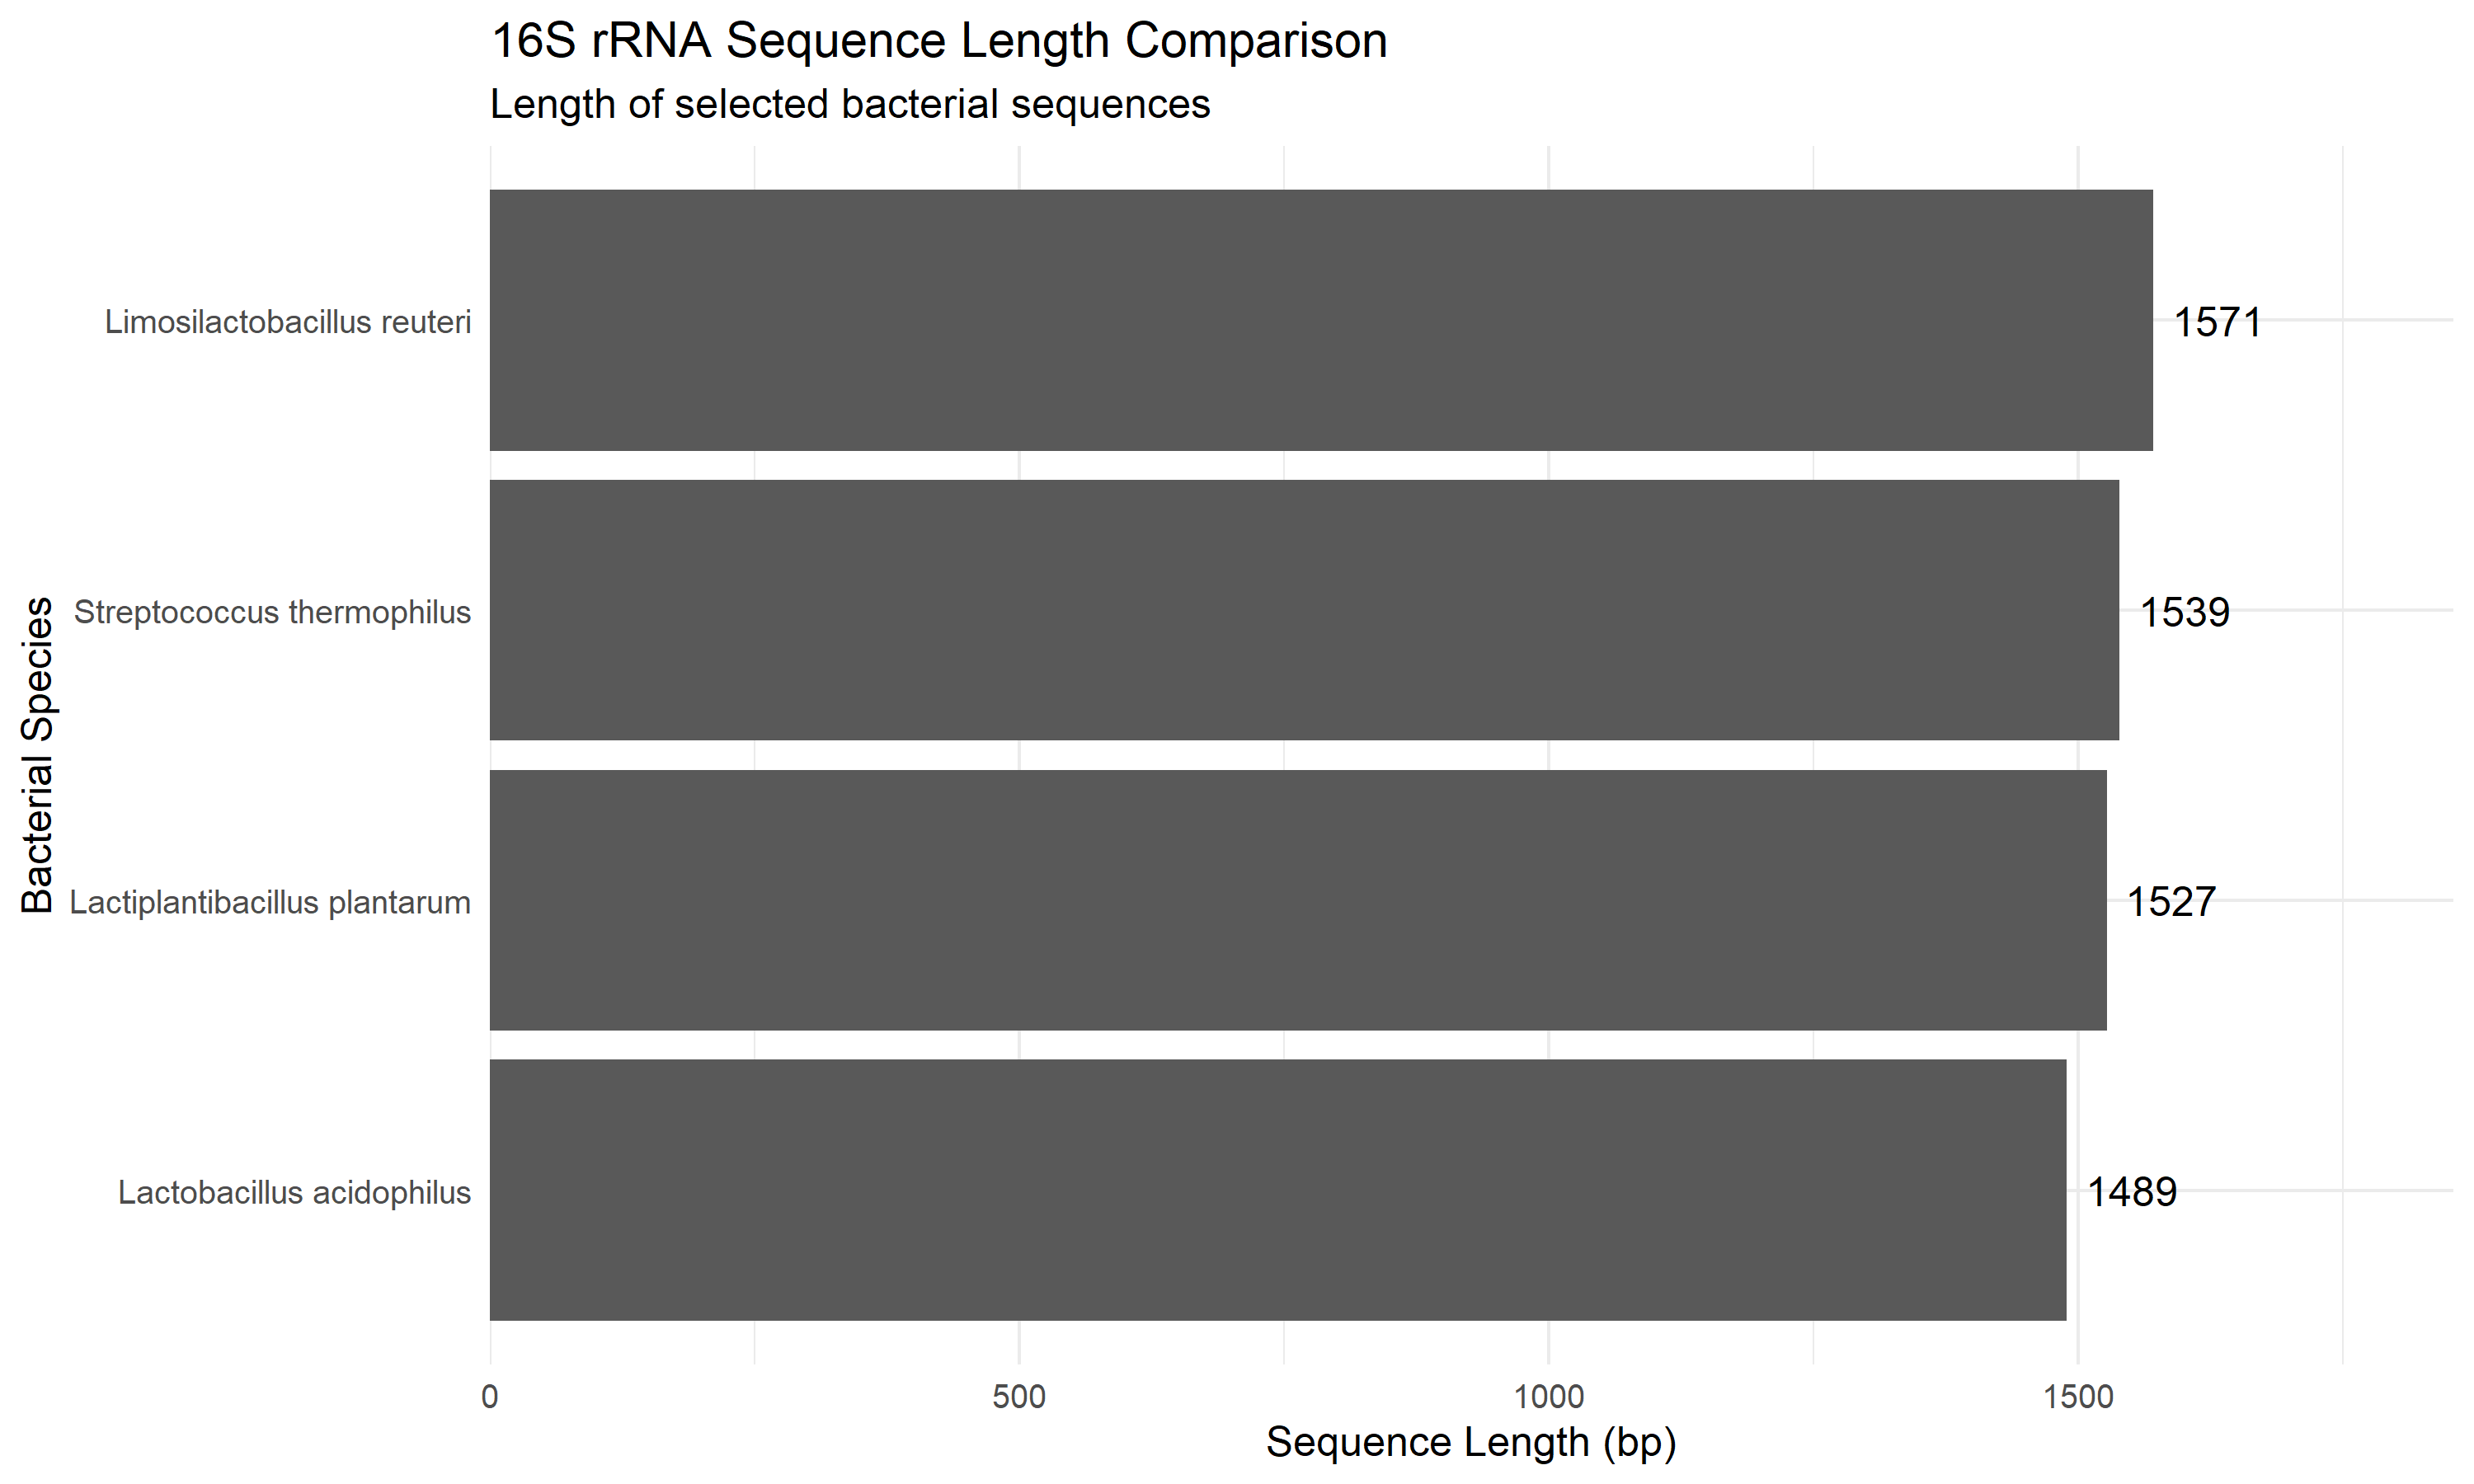 16S rRNA Sequence Length Comparison
Length of selected bacterial sequences
Bacterial Species
Limosilactobacillus reuteri
1571
Streptococcus thermophilus
1539
Lactiplantibacillus plantarum
1527
Lactobacillus acidophilus
1489
0 500 1000 1500
Sequence Length (bp)